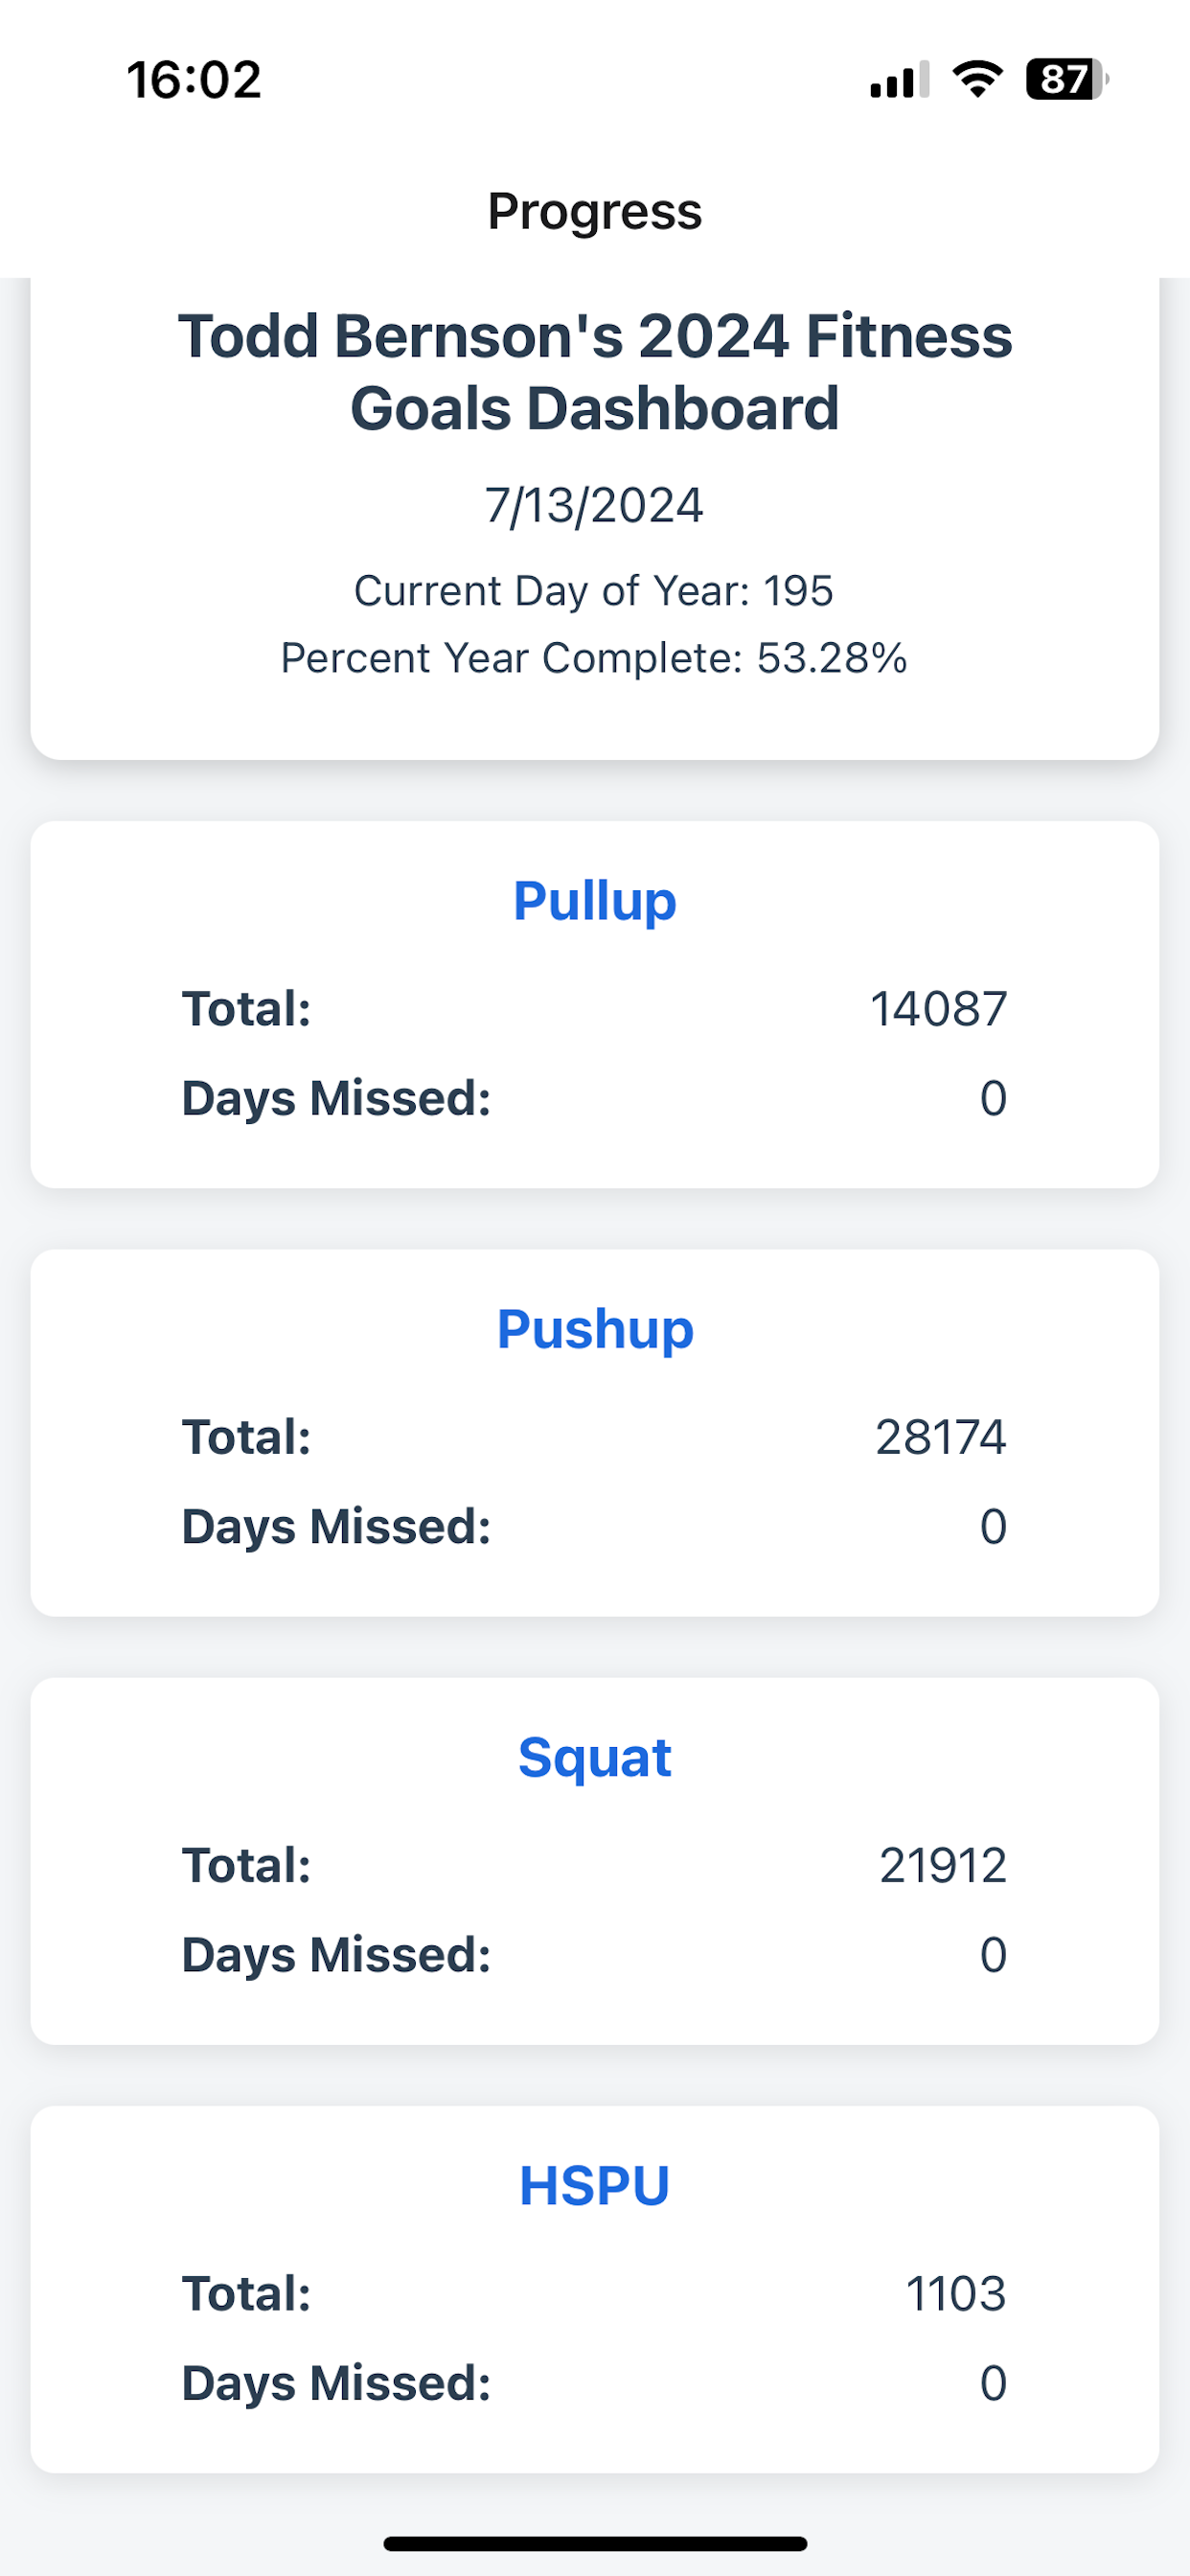 16:02 87
Progress
Todd Bernson's 2024 Fitness
Goals Dashboard
7/13/2024
Current Day of Year: 195
Percent Year Complete: 53.28%
Pullup
Total: 14087
Days Missed: 0
Pushup
Total: 28174
Days Missed: 0
Squat
Total: 21912
Days Missed: 0
HSPU
Total: 1103
Days Missed: 0